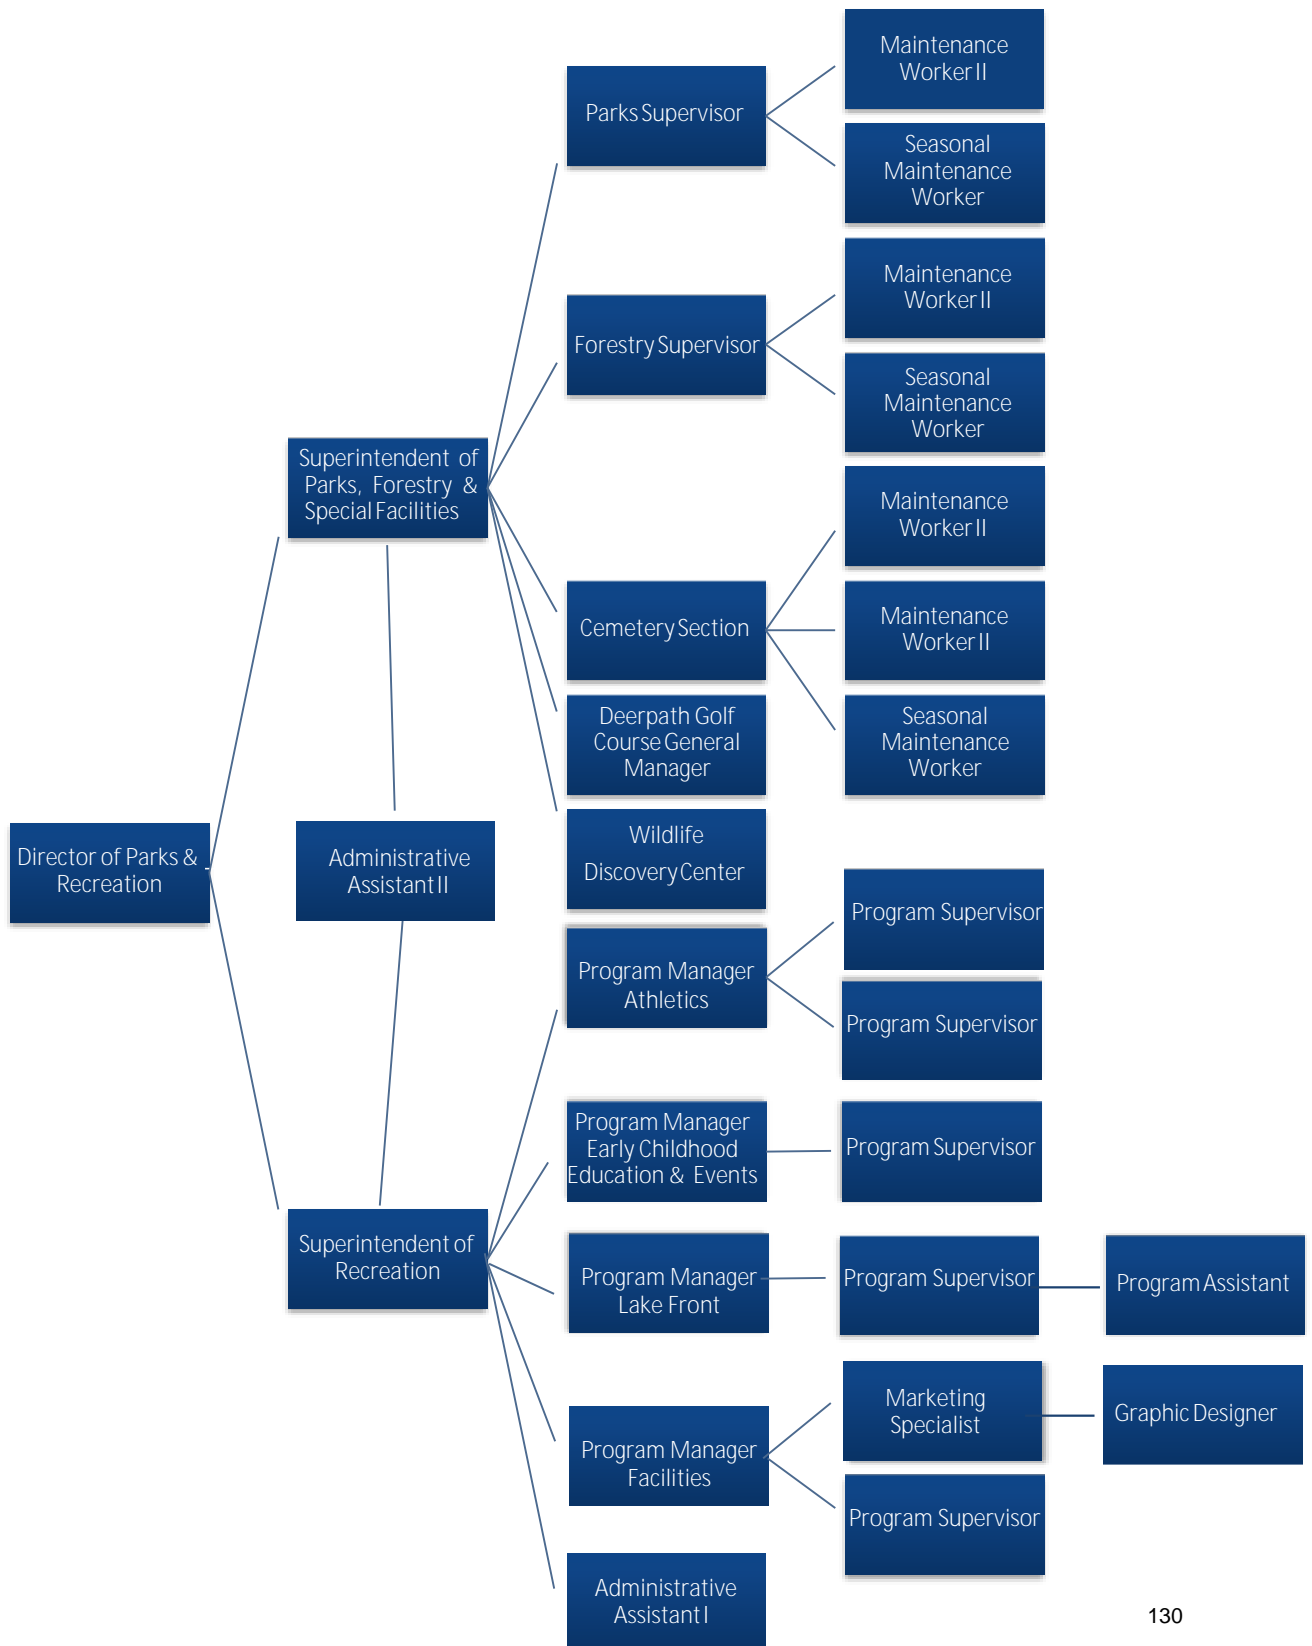 Maintenance
Worker II
Parks Supervisor
Seasonal
Maintenance
Worker
Maintenance
Worker II
Forestry Supervisor
Seasonal
Maintenance
Worker
Superintendent of
Parks, Forestry &
Special Facilities
Maintenance
Worker II
Cemetery Section
Maintenance
Worker II
Deerpath Golf
Course General
Manager
Seasonal
Maintenance
Worker
Director of Parks &
Recreation
Administrative
Assistant II
Wildlife
Discovery Center
Program Manager
Athletics
Program Supervisor
Program Supervisor
Program Manager
Early Childhood
Education & Events
Program Supervisor
Superintendent of
Recreation
Program Manager
Lake Front
Program Supervisor
Program Assistant
Program Manager
Facilities
Marketing
Specialist
Graphic Designer
Program Supervisor
Administrative
Assistant I
130